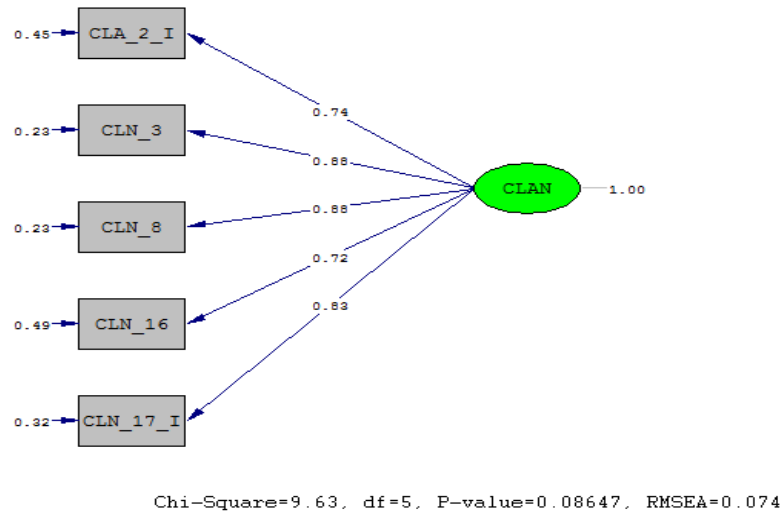 0.45 CLA_2_I
0.74
0.23 CLN_3
0.88
CLAN 1.00
0.23 CLN_8
0.88
0.72
0.49 CLN_16
0.83
0.32 CLN_17_I
Chi-Square=9.63, df=5, P-value=0.08647, RMSEA=0.074